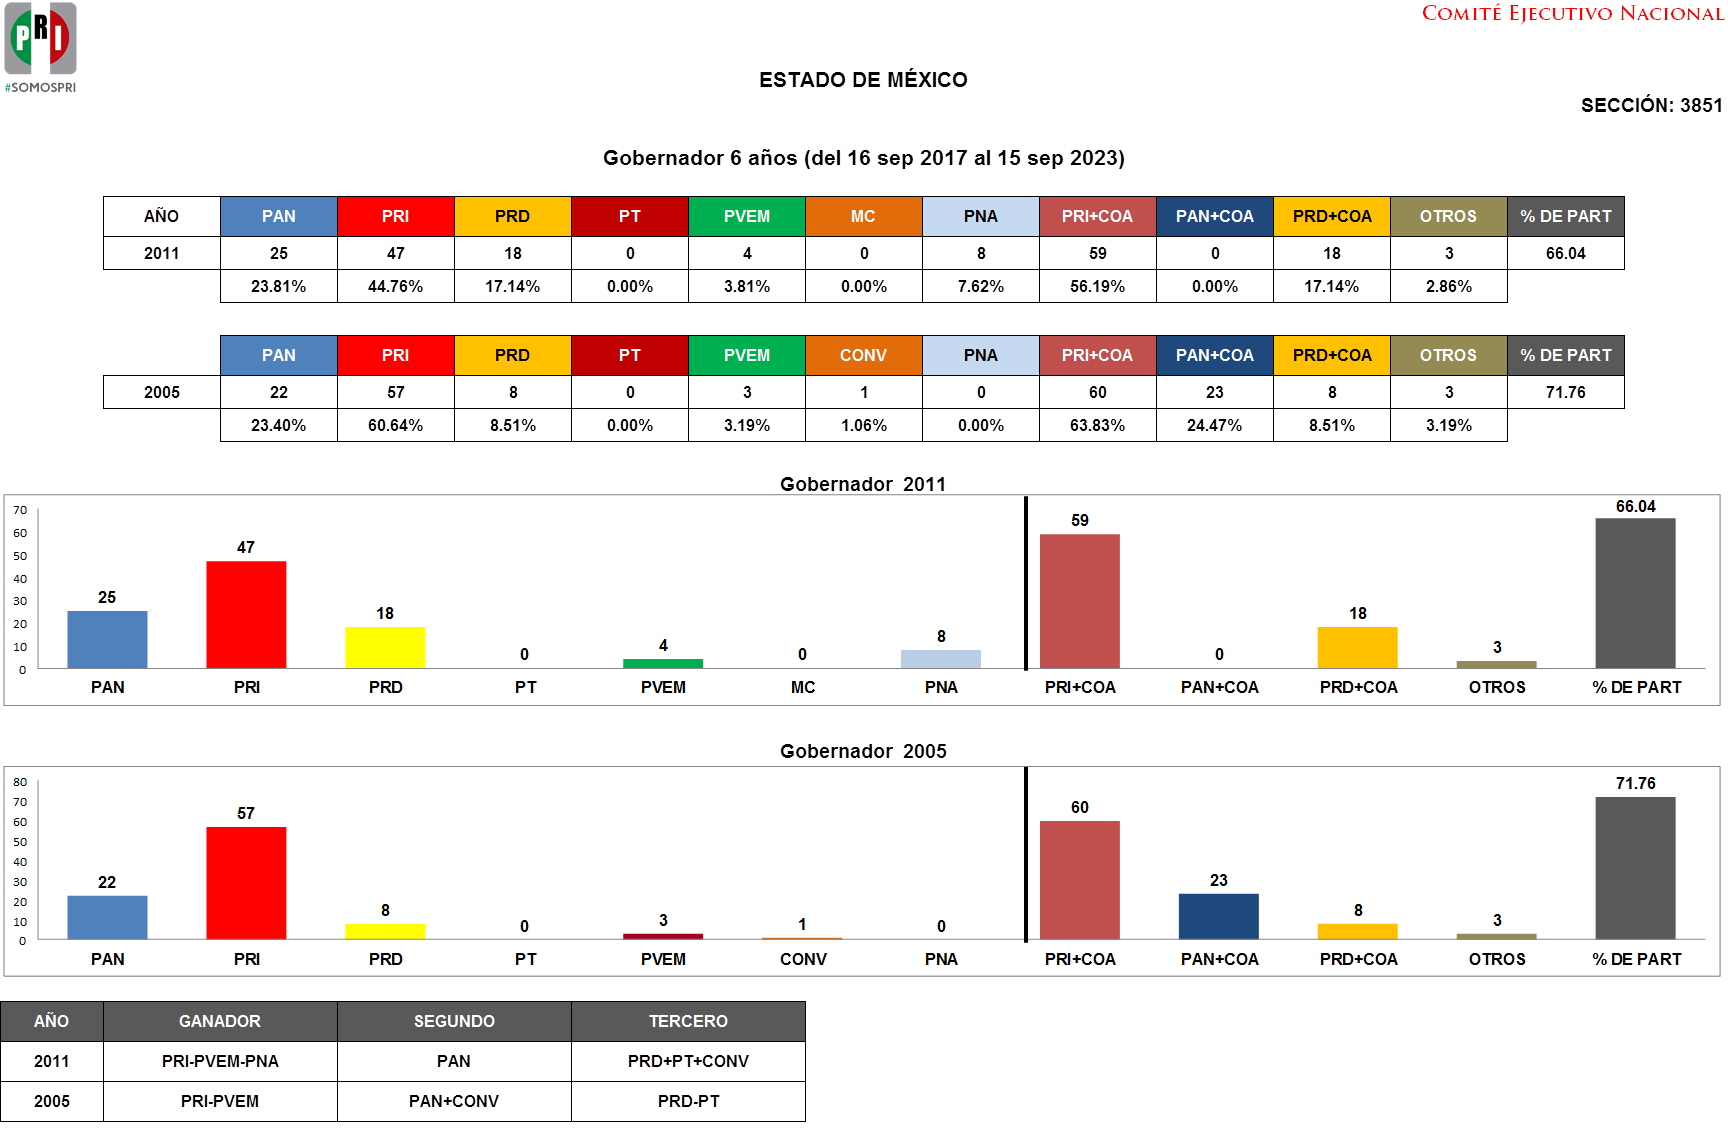 PRI
#SOMOSPRI
COMITÉ EJECUTIVO NACIONAL
ESTADO DE MÉXICO
SECCIÓN: 3851
Gobernador 6 años (del 16 sep 2017 al 15 sep 2023)
AÑO PAN PRI PRD PT PVEM MC PNA PRI+COA PAN+COA PRD+COA OTROS % DE PART
2011 25 47 18 0 4 0 8 59 0 18 3 66.04
23.81% 44.76% 17.14% 0.00% 3.81% 0.00% 7.62% 56.19% 0.00% 17.14% 2.86%
PAN PRI PRD PT PVEM CONV PNA PRI+COA PAN+COA PRD+COA OTROS % DE PART
2005 22 57 8 0 3 1 0 60 23 8 3 71.76
23.40% 60.64% 8.51% 0.00% 3.19% 1.06% 0.00% 63.83% 24.47% 8.51% 3.19%
Gobernador 2011
70
60
50
40
30
20
10
0
25 47 18 0 4 0 8 59 0 18 3 66.04
PAN PRI PRD PT PVEM MC PNA PRI+COA PAN+COA PRD+COA OTROS % DE PART
Gobernador 2005
80
70
60
50
40
30
20
10
0
22 57 8 0 3 1 0 60 23 8 3 71.76
PAN PRI PRD PT PVEM CONV PNA PRI+COA PAN+COA PRD+COA OTROS % DE PART
AÑO GANADOR SEGUNDO TERCERO
2011 PRI-PVEM-PNA PAN PRD+PT+CONV
2005 PRI-PVEM PAN+CONV PRD-PT